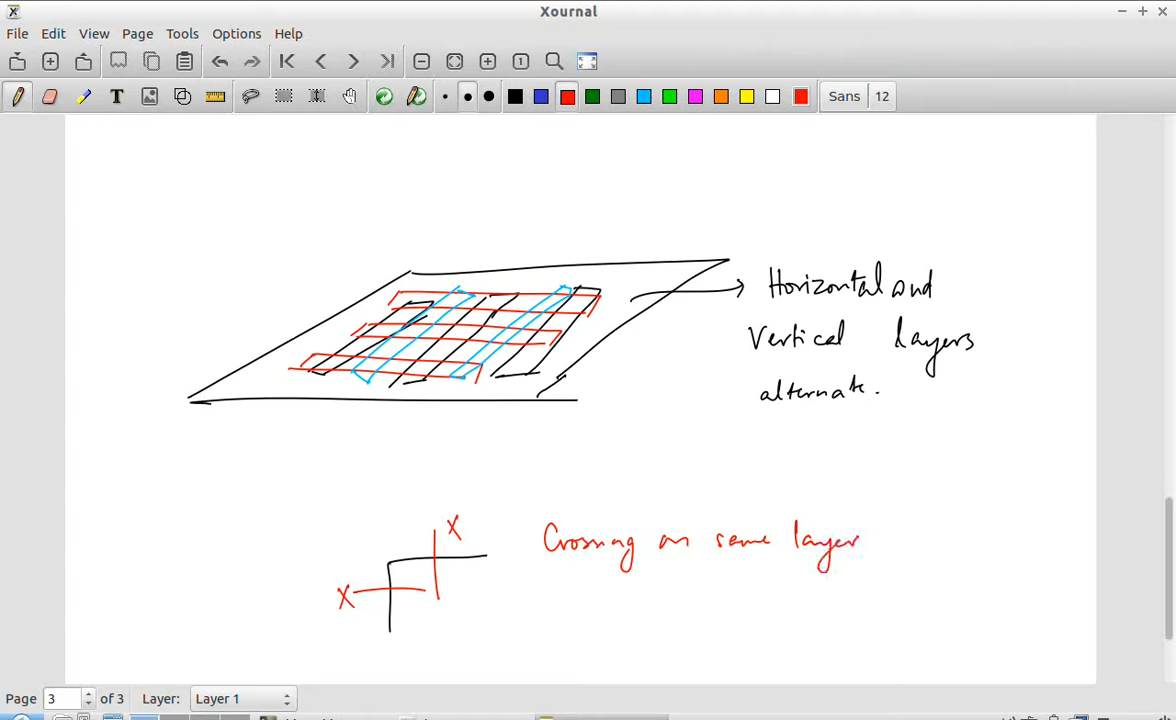 Xournal
File Edit View Page Tools Options Help
Sans 12
Horizontal and
Vertical layers
alternate.
X
Crossing on same layer
X
Page 3 of 3 Layer: Layer 1